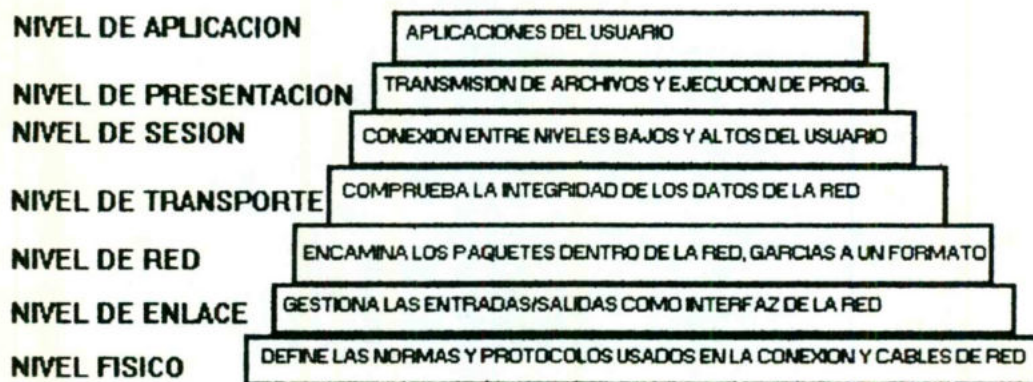 NIVEL DE APLICACION
APLICACIONES DEL USUARIO
NIVEL DE PRESENTACION
TRANSMISION DE ARCHIVOS Y EJECUCION DE PROG.
NIVEL DE SESION
CONEXION ENTRE NIVELES BAJOS Y ALTOS DEL USUARIO
NIVEL DE TRANSPORTE
COMPRUEBA LA INTEGRIDAD DE LOS DATOS DE LA RED
NIVEL DE RED
ENCAMINA LOS PAQUETES DENTRO DE LA RED, GARCIAS A UN FORMATO
NIVEL DE ENLACE
GESTIONA LAS ENTRADAS/SALIDAS COMO INTERFAZ DE LA RED
NIVEL FISICO
DEFINE LAS NORMAS Y PROTOCOLOS USADOS EN LA CONEXION Y CABLES DE RED